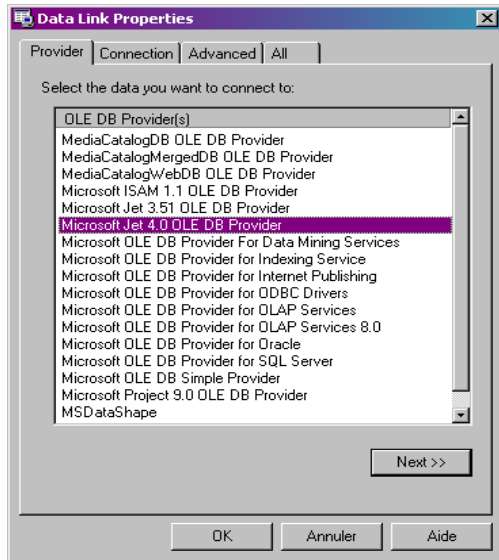 Data Link Properties
Provider Connection Advanced All
Select the data you want to connect to:
OLE DB Provider(s)
MediaCatalogDB OLE DB Provider
MediaCatalogMergedDB OLE DB Provider
MediaCatalogWebDB OLE DB Provider
Microsoft ISAM 1.1 OLE DB Provider
Microsoft Jet 3.51 OLE DB Provider
Microsoft Jet 4.0 OLE DB Provider
Microsoft OLE DB Provider For Data Mining Services
Microsoft OLE DB Provider for Indexing Service
Microsoft OLE DB Provider for Internet Publishing
Microsoft OLE DB Provider for ODBC Drivers
Microsoft OLE DB Provider for OLAP Services
Microsoft OLE DB Provider for OLAP Services 8.0
Microsoft OLE DB Provider for Oracle
Microsoft OLE DB Provider for SQL Server
Microsoft OLE DB Simple Provider
Microsoft Project 9.0 OLE DB Provider
MSDataShape
Next >>
OK Annuler Aide